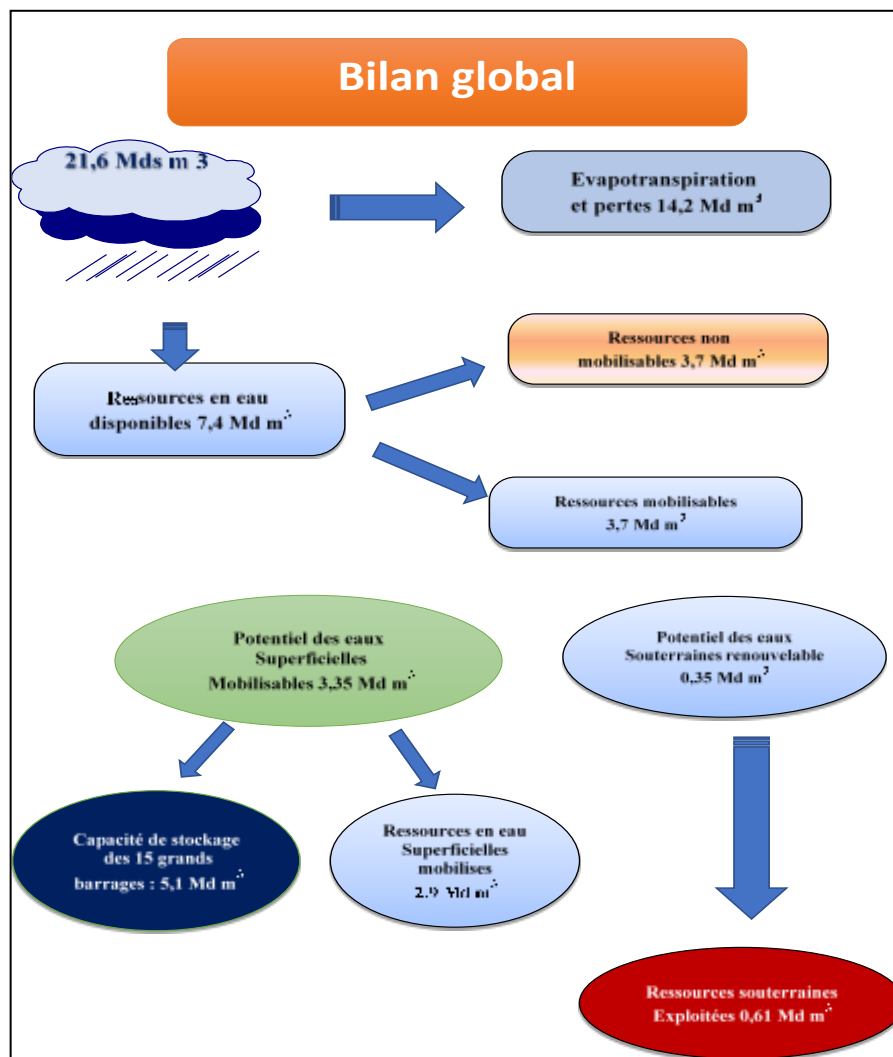 Bilan global
21,6 Mds m 3
Evapotranspiration
et pertes 14,2 Md m³
Ressources non
mobilisables 3,7 Md m³
Ressources en eau
disponibles 7,4 Md m³
Ressources mobilisables
3,7 Md m³
Potentiel des eaux
Superficielles
Mobilisables 3,35 Md m³
Potentiel des eaux
Souterraines renouvelable
0,35 Md m³
Capacité de stockage
des 15 grands
barrages : 5,1 Md m³
Ressources en eau
Superficielles
mobilises
2.9 Md m³
Ressources souterraines
Exploitées 0,61 Md m³